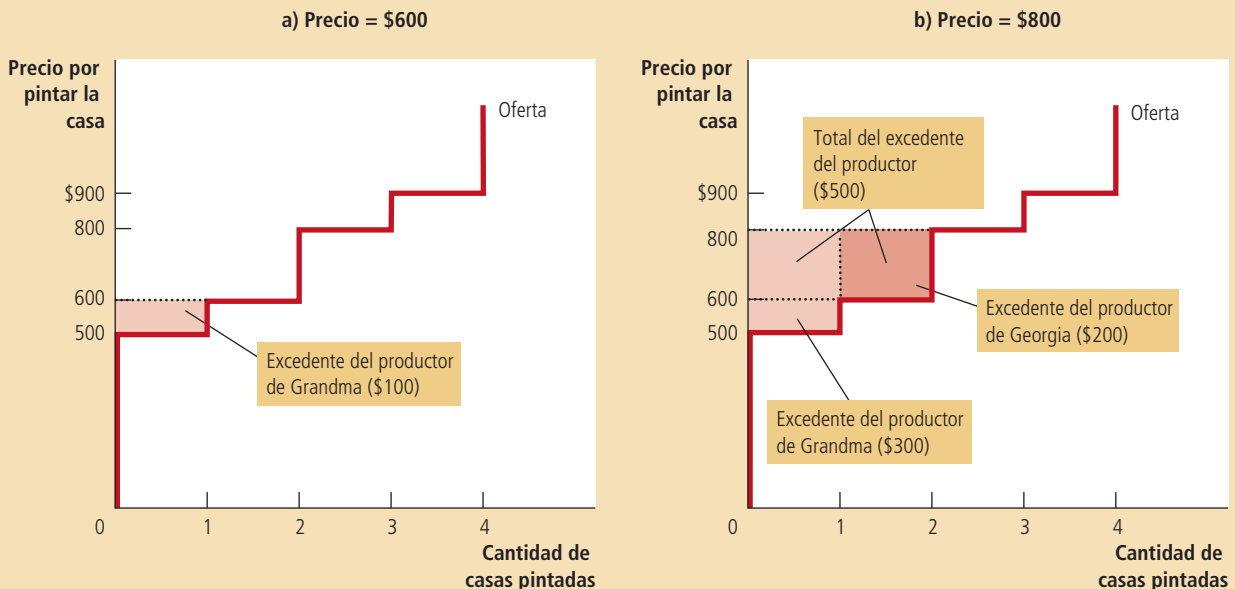 a) Precio = $600
Precio por
pintar la
casa
Oferta
$900
800
600
500
Excedente del productor
de Grandma ($100)
0
1
2
3
4
Cantidad de
casas pintadas
b) Precio = $800
Precio por
pintar la
casa
Oferta
Total del excedente
del productor
($500)
$900
800
600
500
Excedente del productor
de Georgia ($200)
Excedente del productor
de Grandma ($300)
0
1
2
3
4
Cantidad de
casas pintadas